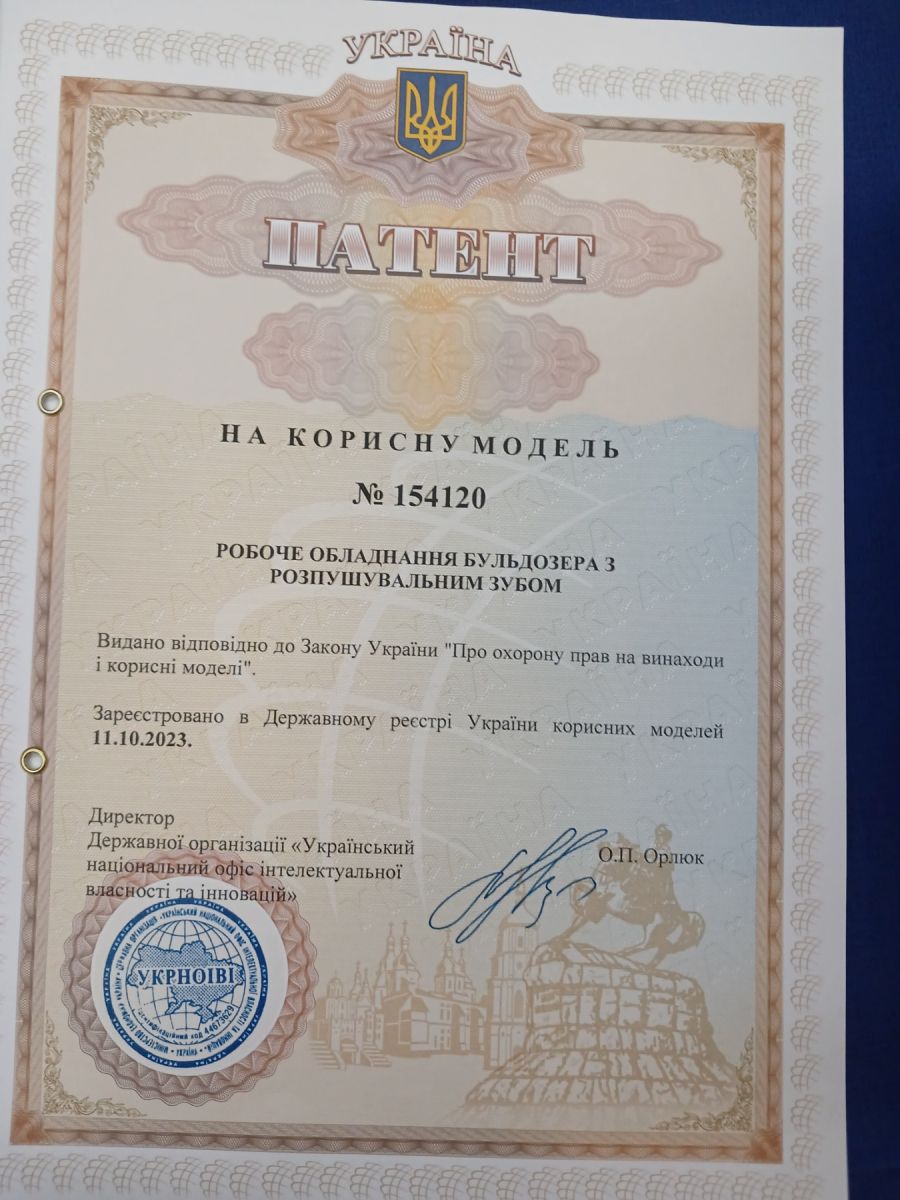 УКРАЇНА
ПАТЕНТ
НА КОРИСНУ МОДЕЛЬ
№ 154120
РОБОЧЕ ОБЛАДНАННЯ БУЛЬДОЗЕРА З
РОЗПУШУВАЛЬНИМ ЗУБОМ
Видано відповідно до Закону України "Про охорону прав на винаходи
і корисні моделі".
Зареєстровано в Державному реєстрі України корисних моделей
11.10.2023.
Директор
Державної організації «Український
національний офіс інтелектуальної
власності та інновацій»
О.П. Орлюк
УКРНОІВІ